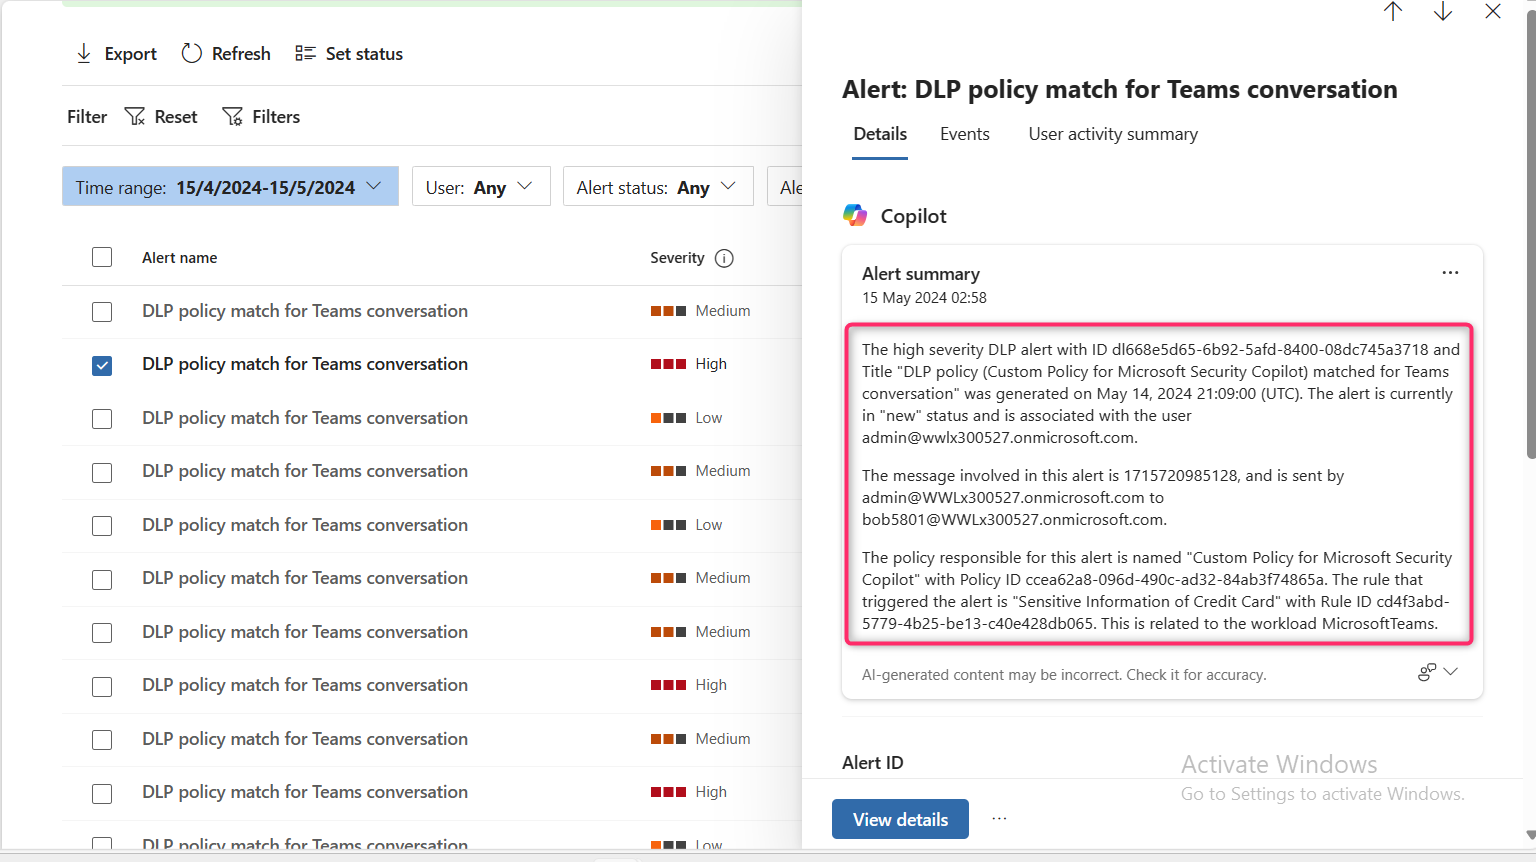 Export Refresh Set status
Filter Reset Filters
Time range: 15/4/2024-15/5/2024 User: Any Alert status: Any Ale
Alert name Severity
DLP policy match for Teams conversation Medium
DLP policy match for Teams conversation High
DLP policy match for Teams conversation Low
DLP policy match for Teams conversation Medium
DLP policy match for Teams conversation Low
DLP policy match for Teams conversation Medium
DLP policy match for Teams conversation Medium
DLP policy match for Teams conversation High
DLP policy match for Teams conversation Medium
DLP policy match for Teams conversation High
DLP policy match for Teams conversation Low
Alert: DLP policy match for Teams conversation
Details Events User activity summary
Copilot
Alert summary
15 May 2024 02:58
The high severity DLP alert with ID dl668e5d65-6b92-5afd-8400-08dc745a3718 and
Title "DLP policy (Custom Policy for Microsoft Security Copilot) matched for Teams
conversation" was generated on May 14, 2024 21:09:00 (UTC). The alert is currently
in "new" status and is associated with the user
admin@wwlx300527.onmicrosoft.com.
The message involved in this alert is 1715720985128, and is sent by
admin@WWLx300527.onmicrosoft.com to
bob5801@WWLx300527.onmicrosoft.com.
The policy responsible for this alert is named "Custom Policy for Microsoft Security
Copilot" with Policy ID ccea62a8-096d-490c-ad32-84ab3f74865a. The rule that
triggered the alert is "Sensitive Information of Credit Card" with Rule ID cd4f3abd-
5779-4b25-be13-c40e428db065. This is related to the workload MicrosoftTeams.
AI-generated content may be incorrect. Check it for accuracy.
Alert ID
Activate Windows
Go to Settings to activate Windows.
View details